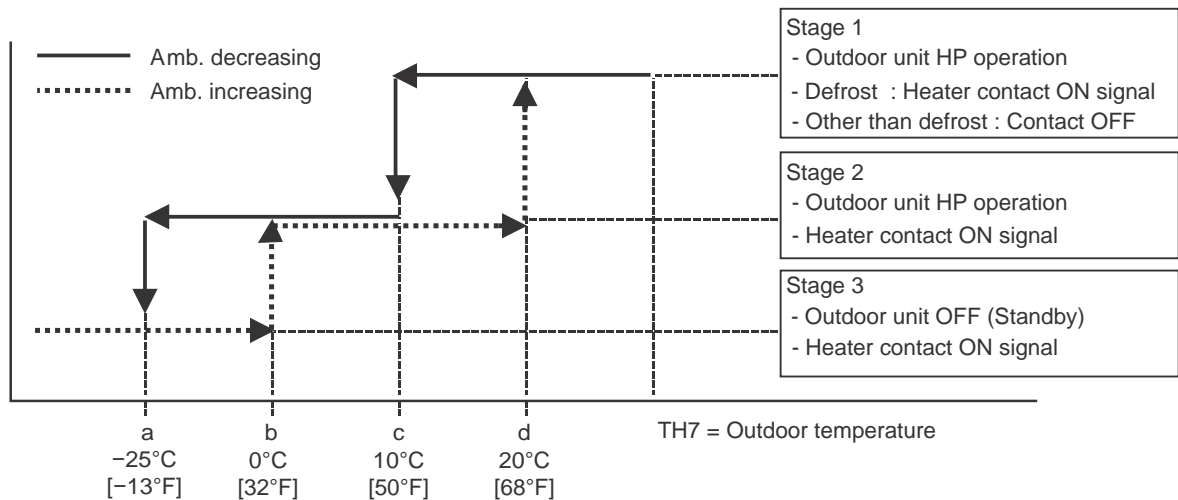 Amb. decreasing
Amb. increasing
Stage 1
- Outdoor unit HP operation
- Defrost : Heater contact ON signal
- Other than defrost : Contact OFF
Stage 2
- Outdoor unit HP operation
- Heater contact ON signal
Stage 3
- Outdoor unit OFF (Standby)
- Heater contact ON signal
a b c d TH7 = Outdoor temperature
−25°C 0°C 10°C 20°C
[−13°F] [32°F] [50°F] [68°F]